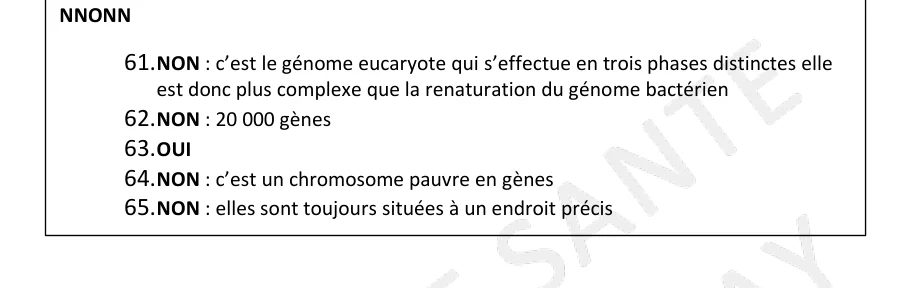 NNONN
61.NON : c'est le génome eucaryote qui s'effectue en trois phases distinctes elle
est donc plus complexe que la renaturation du génome bactérien
62.NON : 20 000 gènes
63.OUI
64.NON : c'est un chromosome pauvre en gènes
65.NON : elles sont toujours situées à un endroit précis
SANTE